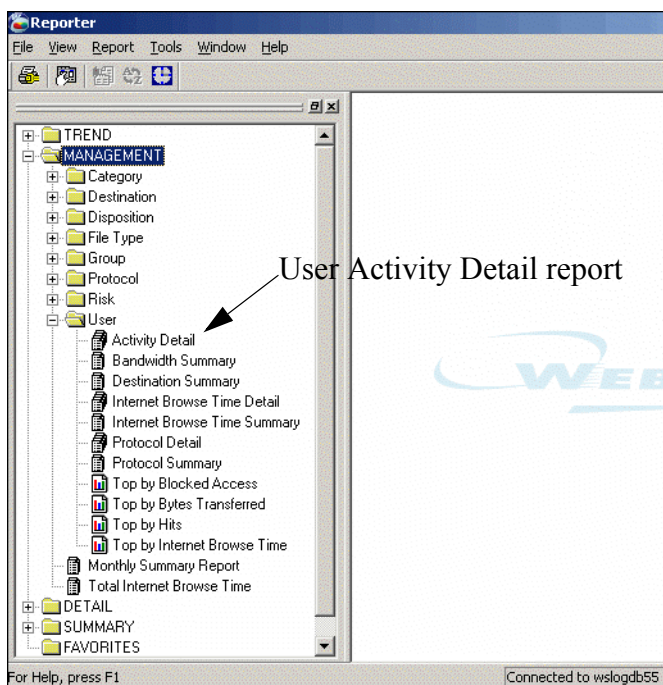 Reporter
File View Report Tools Window Help
TREND
MANAGEMENT
Category
Destination
Disposition
File Type
Group
Protocol
User Activity Detail report
Risk
User
Activity Detail
Bandwidth Summary
Destination Summary
WEB
Internet Browse Time Detail
Internet Browse Time Summary
Protocol Detail
Protocol Summary
Top by Blocked Access
Top by Bytes Transferred
Top by Hits
Top by Internet Browse Time
Monthly Summary Report
Total Internet Browse Time
DETAIL
SUMMARY
FAVORITES
For Help, press F1 Connected to wslogdb55